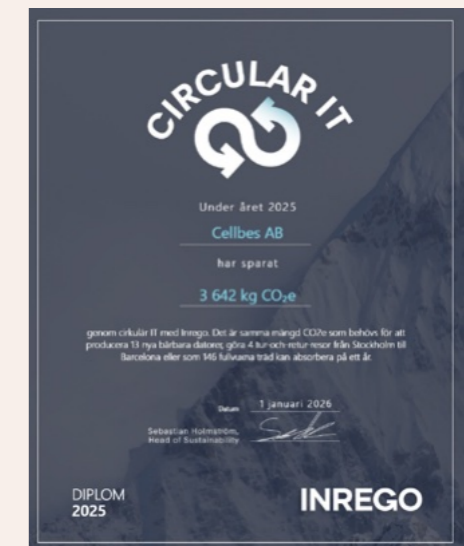 CIRCULAR IT
Under året 2025
Cellbes AB
har sparat
3 642 kg CO₂e
genom cirkulär IT med Inrego. Det är samma mängd CO2e som behövs för att
producera 13 nya bärbara datorer, göra 4 tur-och-retur-resor från Stockholm till
Barcelona eller som 146 fullvuxna träd kan absorbera på ett år.
Datum 1 januari 2026
Sebastian Holmström,
Head of Sustainability
DIPLOM
2025
INREGO